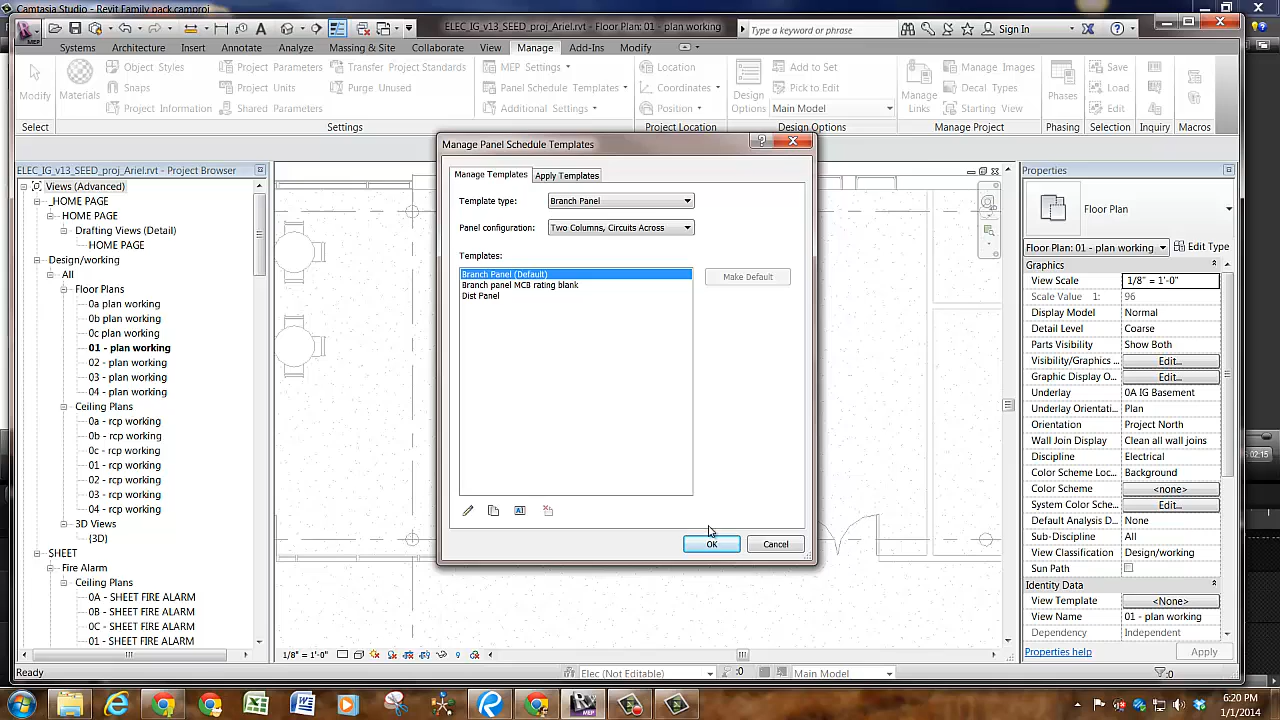 Camtasia Studio - Revit Family pack.camproj
ELEC_IG_v13_SEED_proj_Ariel.rvt - Floor Plan: 01 - plan working
Type a keyword or phrase
Sign In
Systems Architecture Insert Annotate Analyze Massing & Site Collaborate View Manage Add-Ins Modify
Modify
Materials
Object Styles
Snaps
Project Information
Project Parameters
Project Units
Shared Parameters
Transfer Project Standards
Purge Unused
MEP Settings
Panel Schedule Templates
Additional Settings
Location
Coordinates
Position
Design Options
Add to Set
Pick to Edit
Main Model
Manage Links
Manage Images
Decal Types
Starting View
Phases
Save
Load
Edit
Select
Settings
Project Location
Design Options
Manage Project
Phasing
Selection
Inquiry
Macros
ELEC_IG_v13_SEED_proj_Ariel.rvt - Project Browser
Views (Advanced)
_HOME PAGE
HOME PAGE
Drafting Views (Detail)
HOME PAGE
Design/working
All
Floor Plans
0a plan working
0b plan working
0c plan working
01 - plan working
02 - plan working
03 - plan working
04 - plan working
Ceiling Plans
0a - rcp working
0b - rcp working
0c - rcp working
01 - rcp working
02 - rcp working
03 - rcp working
04 - rcp working
3D Views
{3D}
SHEET
Fire Alarm
Ceiling Plans
0A - SHEET FIRE ALARM
0B - SHEET FIRE ALARM
0C - SHEET FIRE ALARM
01 - SHEET FIRE ALARM
Manage Panel Schedule Templates
Manage Templates
Apply Templates
Template type: Branch Panel
Panel configuration: Two Columns, Circuits Across
Templates:
Branch Panel (Default)
Branch panel MCB rating blank
Dist Panel
Make Default
OK
Cancel
Properties
Floor Plan
Floor Plan: 01 - plan working
Edit Type
Graphics
View Scale 1/8" = 1'-0"
Scale Value 1: 96
Display Model Normal
Detail Level Coarse
Parts Visibility Show Both
Visibility/Graphics ... Edit...
Graphic Display O... Edit...
Underlay 0A IG Basement
Underlay Orientati... Plan
Orientation Project North
Wall Join Display Clean all wall joins
Discipline Electrical
Color Scheme Loc... Background
Color Scheme <none>
System Color Sche... Edit...
Default Analysis D... None
Sub-Discipline All
View Classification Design/working
Sun Path
Identity Data
View Template <None>
View Name 01 - plan working
Dependency Independent
Properties help
Apply
1/8" = 1'-0"
Ready
Elec (Not Editable)
:0
Main Model
:0
02:15
6:20 PM
1/1/2014